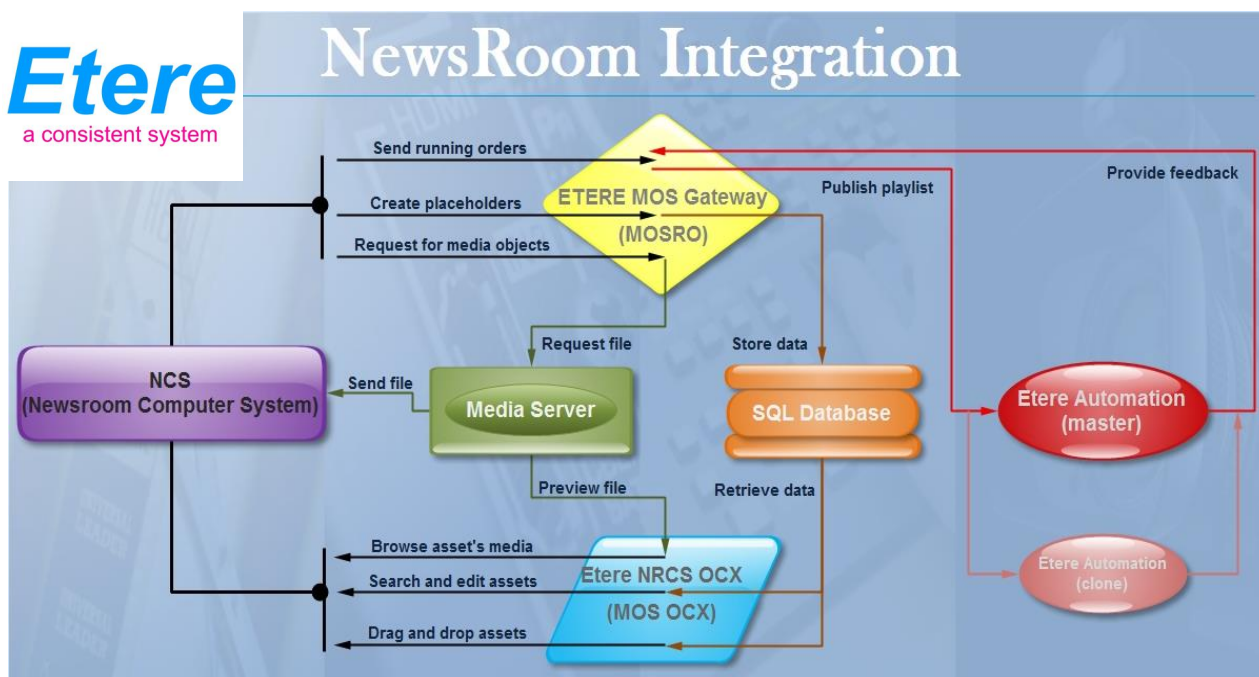 Etere
a consistent system
NewsRoom Integration
Send running orders
Create placeholders
Request for media objects
ETERE MOS Gateway
(MOSRO)
Publish playlist
Provide feedback
Request file
Store data
NCS
(Newsroom Computer System)
Send file
Media Server
SQL Database
Etere Automation
(master)
Preview file
Retrieve data
Browse asset's media
Search and edit assets
Drag and drop assets
Etere NRCS OCX
(MOS OCX)
Etere Automation
(clone)